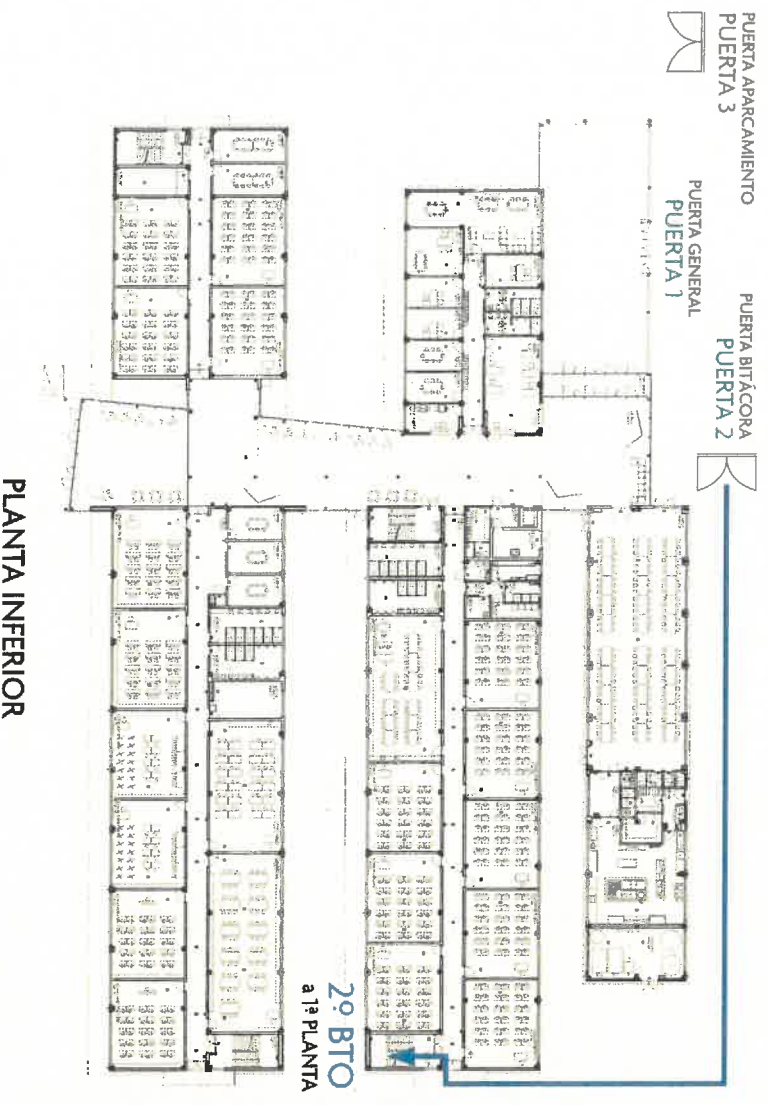 PUERTA APARCAMIENTO
PUERTA 3
PUERTA GENERAL
PUERTA 1
PUERTA BITÁCORA
PUERTA 2
2º BTO
a 1ª PLANTA
PLANTA INFERIOR